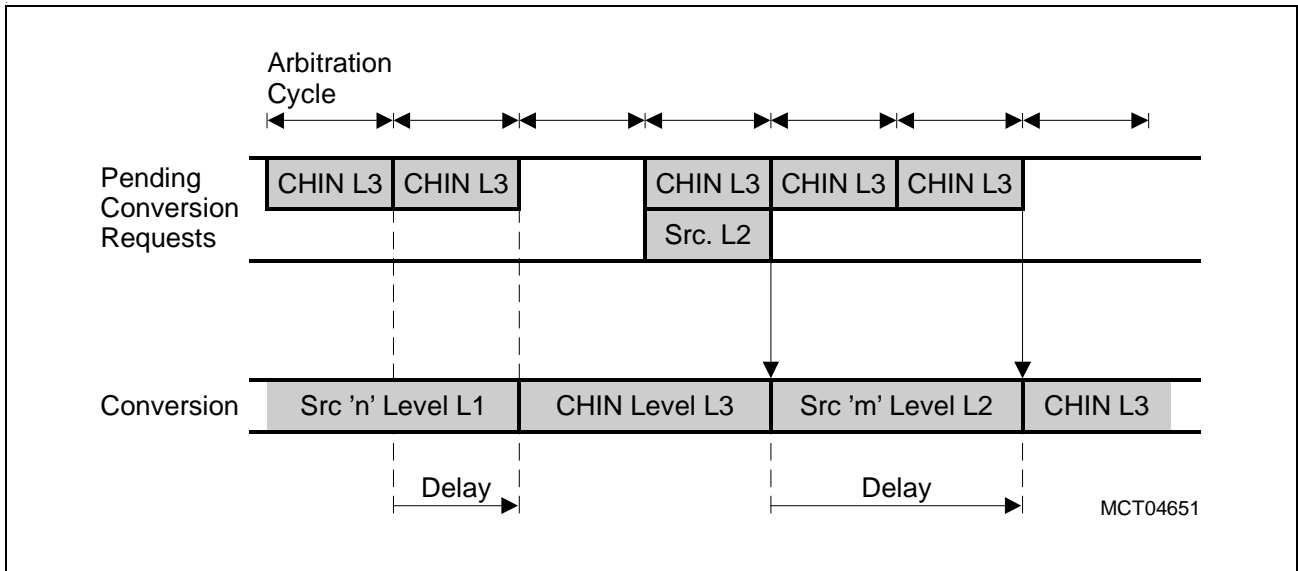 Arbitration
Cycle
Pending
Conversion
Requests
CHIN L3
CHIN L3
CHIN L3
CHIN L3
CHIN L3
Src. L2
Conversion
Src 'n' Level L1
CHIN Level L3
Src 'm' Level L2
CHIN L3
Delay
Delay
MCT04651